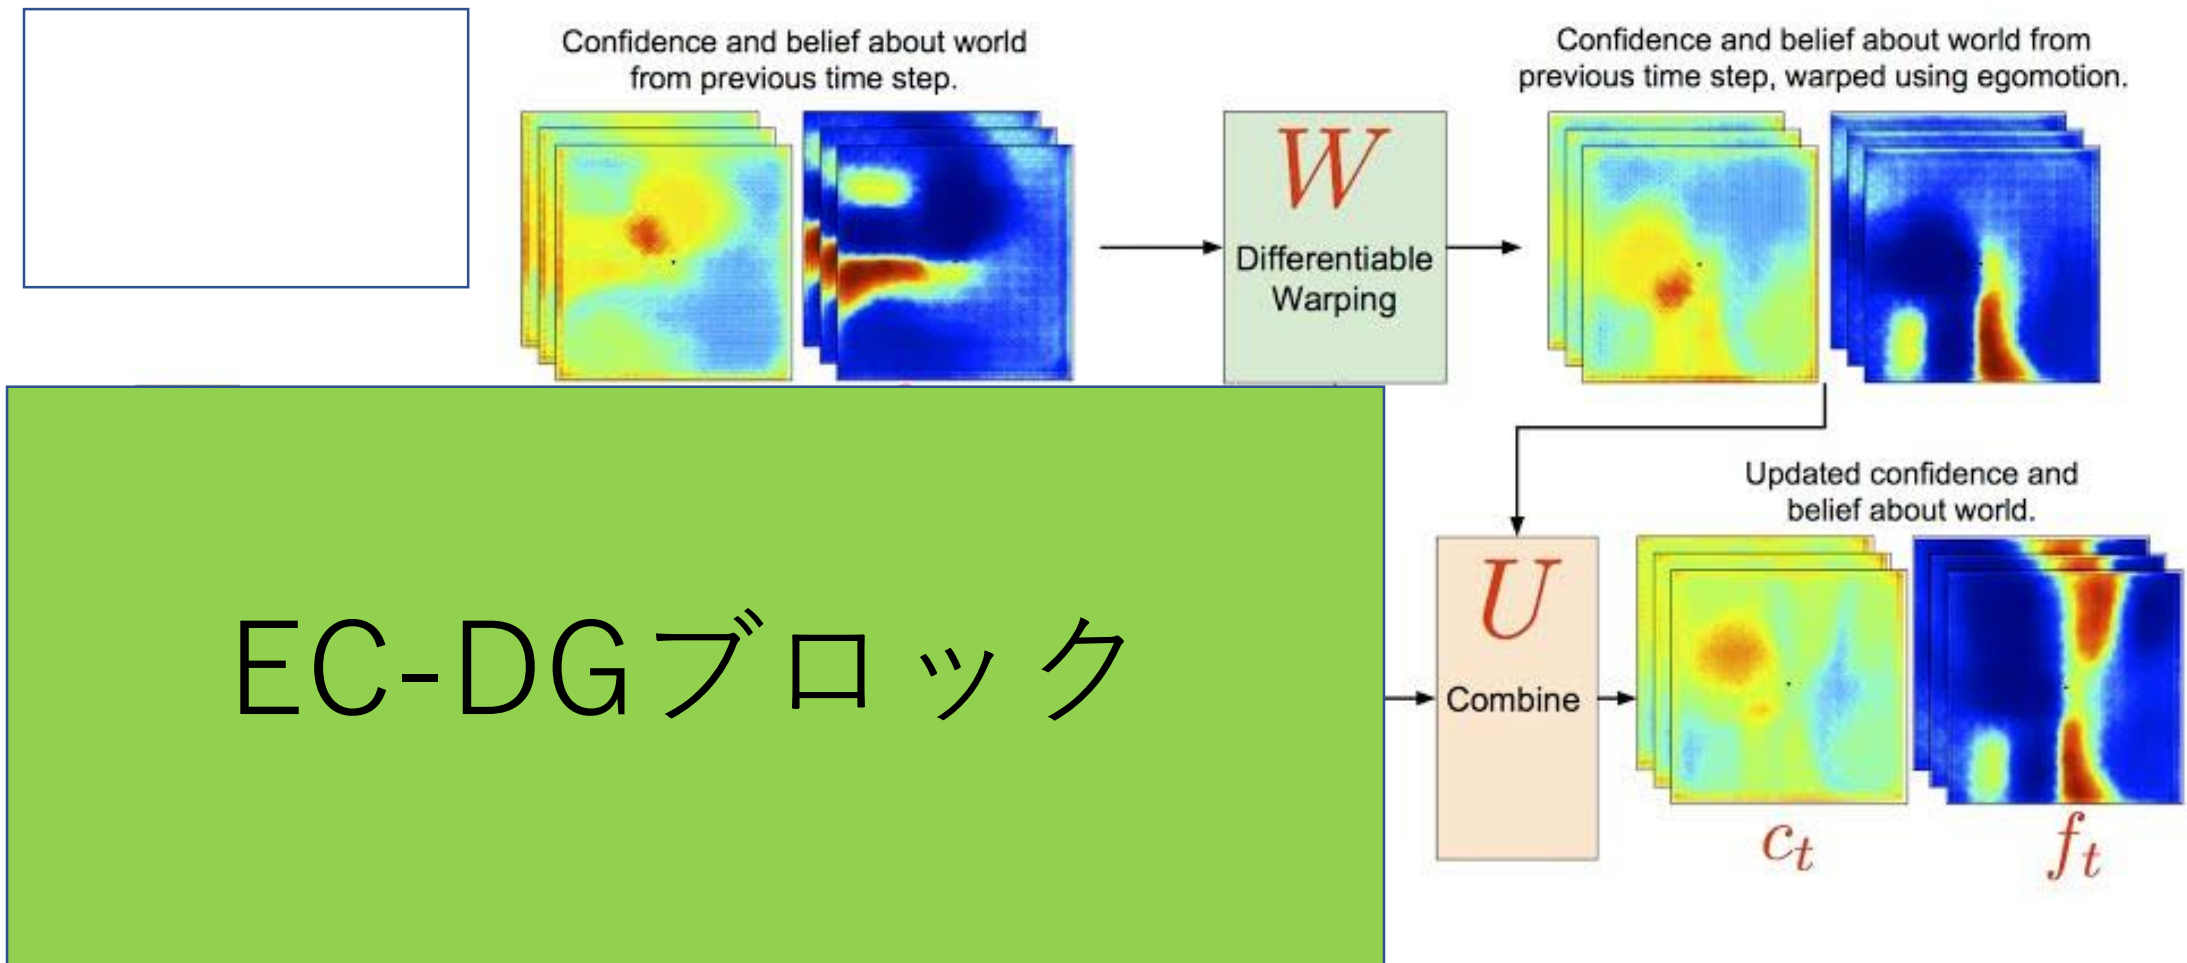 Confidence and belief about world
from previous time step.
Confidence and belief about world from
previous time step, warped using egomotion.
W
Differentiable
Warping
Updated confidence and
belief about world.
EC-DGブロック
U
Combine
c_t
f_t